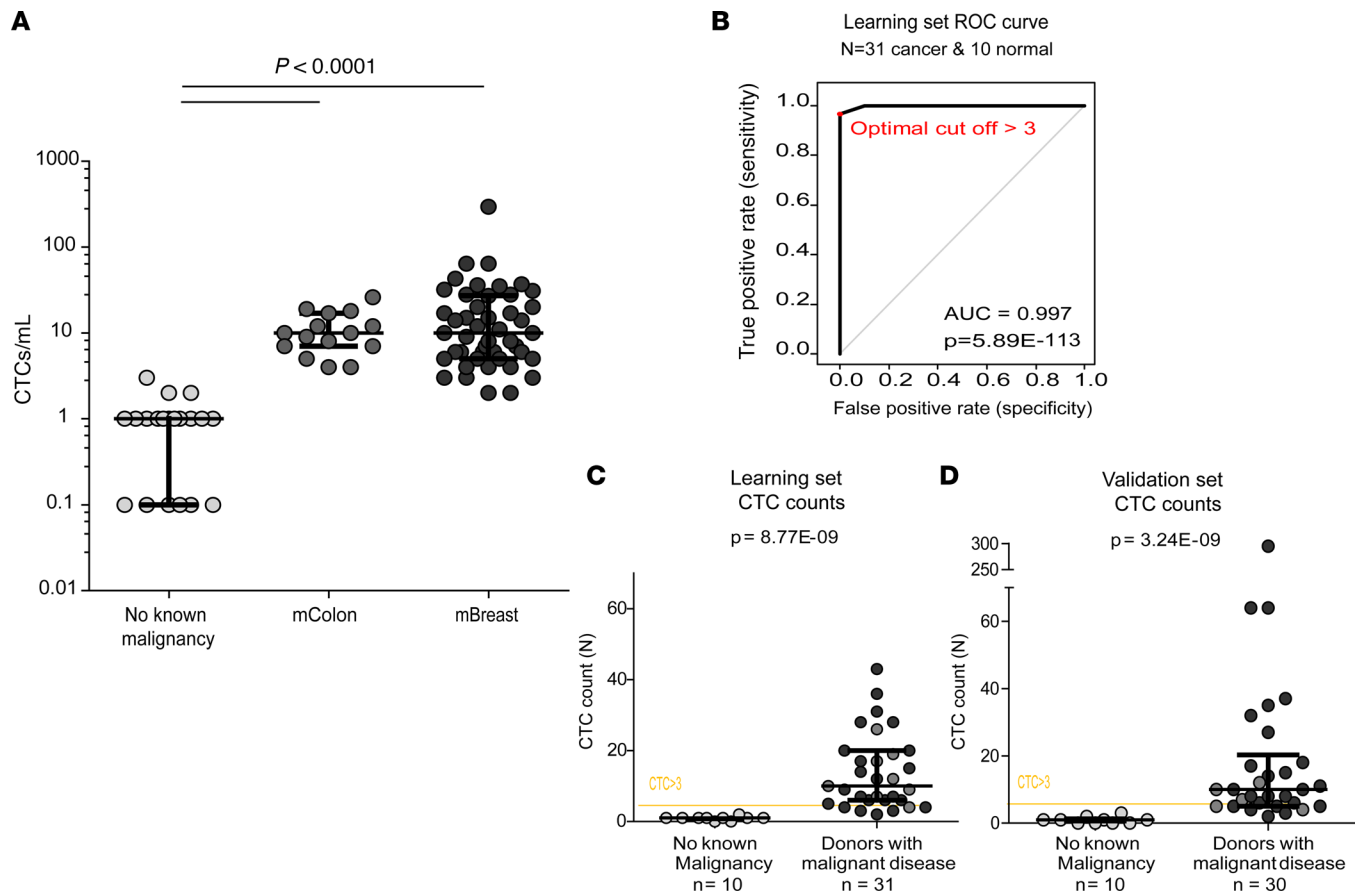 A
P < 0.0001
CTCs/mL
1000
100
10
1
0.1
0.01
No known
malignancy
mColon
mBreast
B
Learning set ROC curve
N=31 cancer & 10 normal
True positive rate (sensitivity)
1.0
0.8
0.6
0.4
0.2
0.0
Optimal cut off > 3
AUC = 0.997
p=5.89E-113
0.0 0.2 0.4 0.6 0.8 1.0
False positive rate (specificity)
C
Learning set
CTC counts
p = 8.77E-09
CTC count (N)
60
40
20
0
CTC>3
No known
Malignancy
n = 10
Donors with
malignant disease
n = 31
D
Validation set
CTC counts
p = 3.24E-09
CTC count (N)
300
250
60
40
20
0
CTC>3
No known
Malignancy
n = 10
Donors with
malignant disease
n = 30